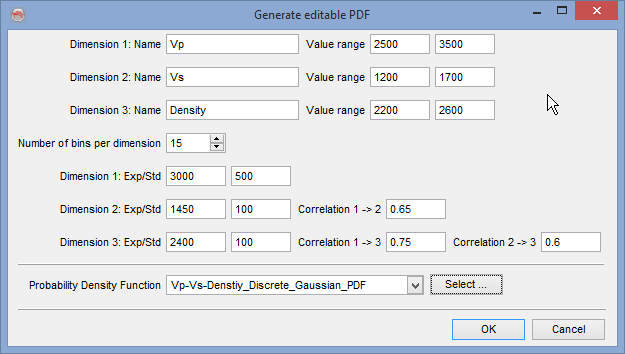 Generate editable PDF
Dimension 1: Name Vp Value range 2500 3500
Dimension 2: Name Vs Value range 1200 1700
Dimension 3: Name Density Value range 2200 2600
Number of bins per dimension 15
Dimension 1: Exp/Std 3000 500
Dimension 2: Exp/Std 1450 100 Correlation 1 -> 2 0.65
Dimension 3: Exp/Std 2400 100 Correlation 1 -> 3 0.75 Correlation 2 -> 3 0.6
Probability Density Function Vp-Vs-Denstiy_Discrete_Gaussian_PDF Select ...
OK Cancel